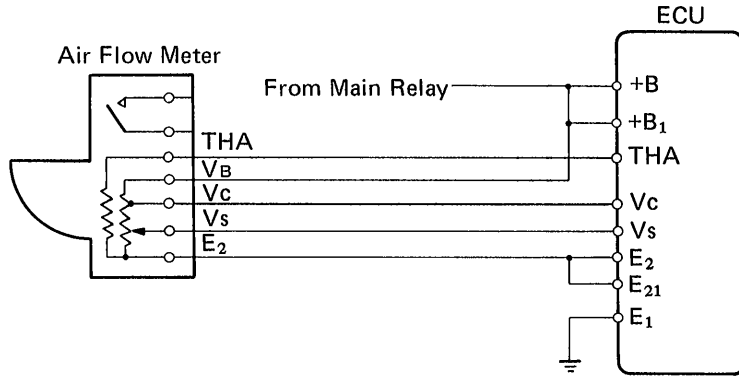 ECU
Air Flow Meter
From Main Relay
+B
+B₁
THA
THA
VB
Vc
Vc
Vs
Vs
E₂
E₂
E₂₁
E₁